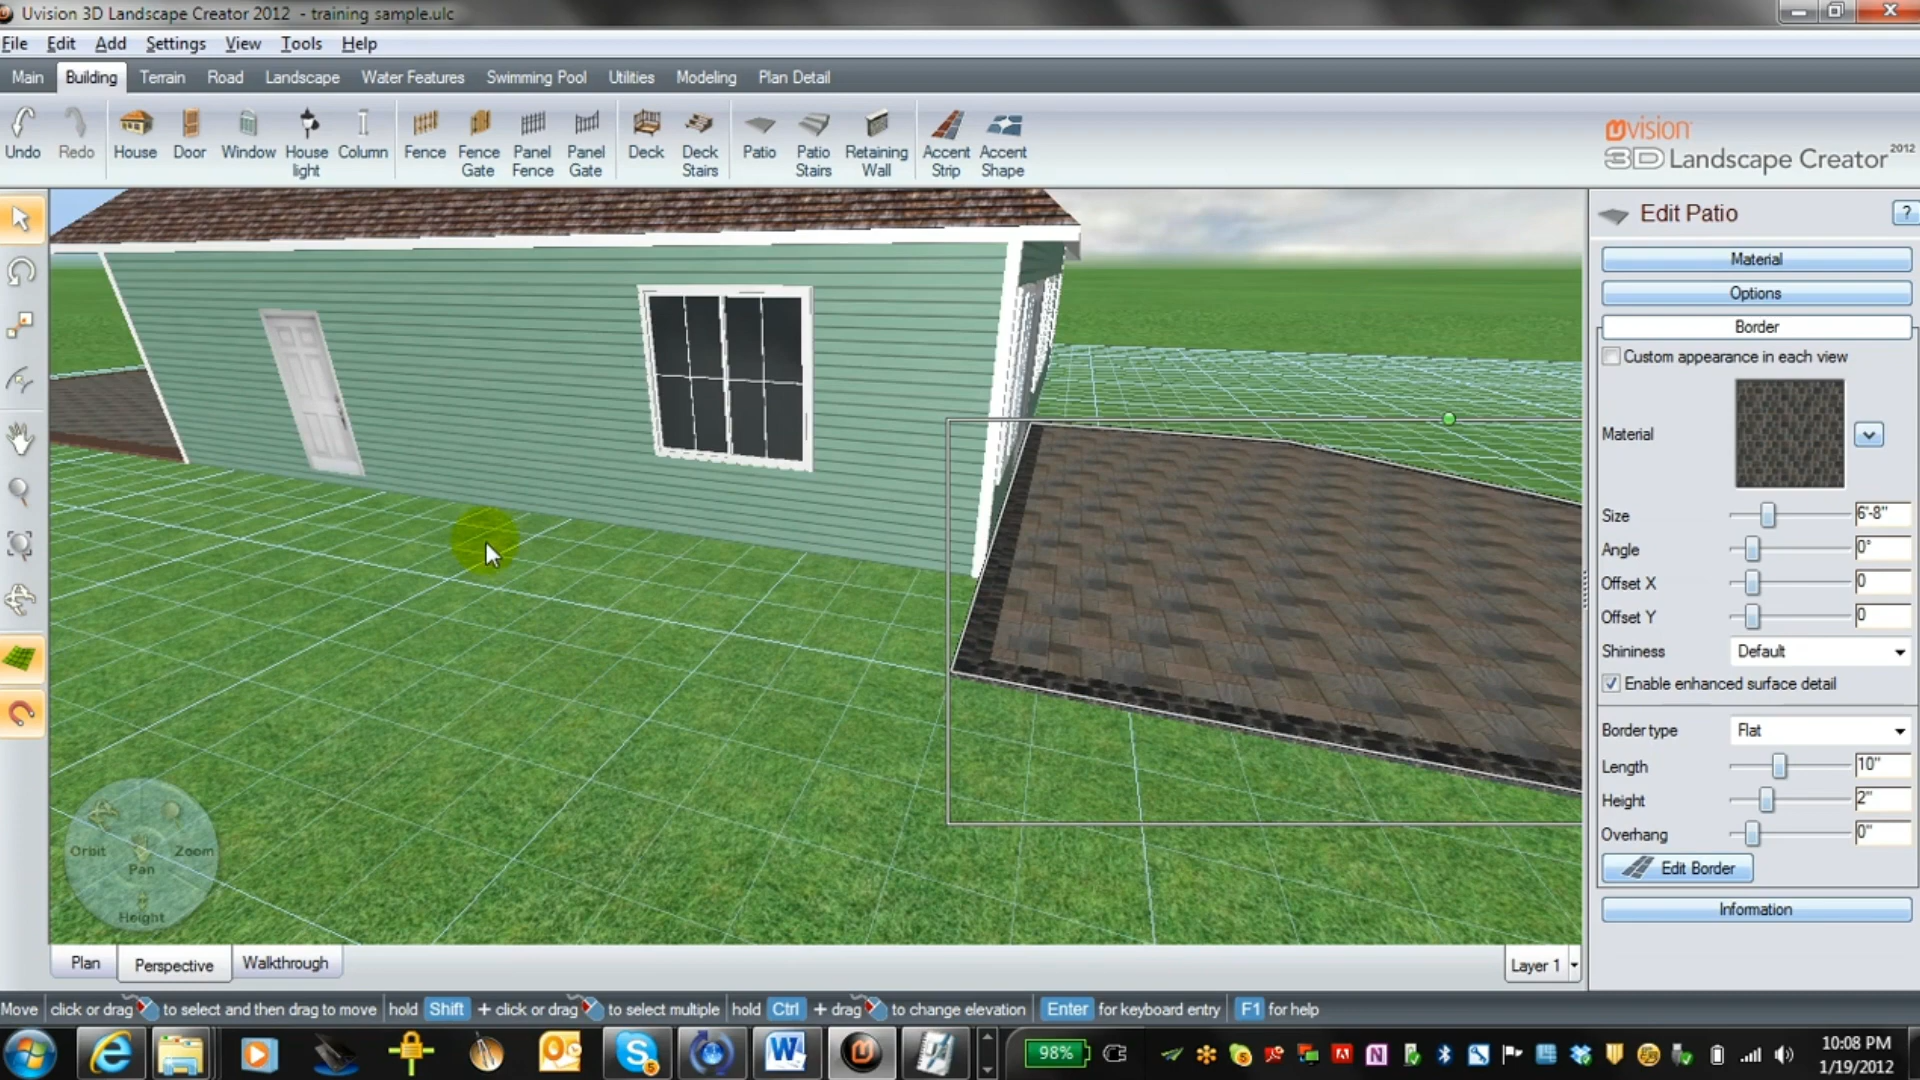 Uvision 3D Landscape Creator 2012 - training sample.ulc
File Edit Add Settings View Tools Help
Main Building Terrain Road Landscape Water Features Swimming Pool Utilities Modeling Plan Detail
Undo Redo House Door Window House light Column Fence Fence Gate Panel Fence Panel Gate Deck Deck Stairs Patio Patio Stairs Retaining Wall Accent Strip Accent Shape
uvision
3D Landscape Creator 2012
Edit Patio ?
Material
Options
Border
Custom appearance in each view
Material
Size 6'-8"
Angle 0°
Offset X 0
Offset Y 0
Shininess Default
Enable enhanced surface detail
Border type Flat
Length 10"
Height 2"
Overhang 0"
Edit Border
Information
Orbit Zoom
Pan
Height
Plan Perspective Walkthrough Layer 1
Move click or drag to select and then drag to move hold Shift + click or drag to select multiple hold Ctrl + drag to change elevation Enter for keyboard entry F1 for help
98% 10:08 PM
1/19/2012